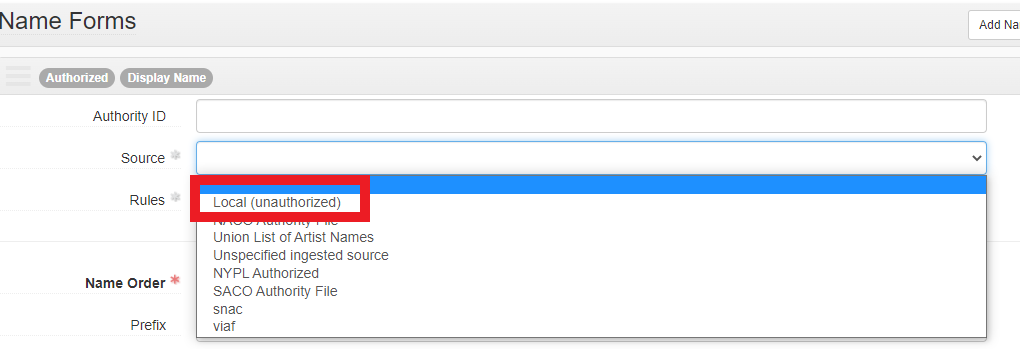 Name Forms
Add Na
Authorized Display Name
Authority ID
Source
Rules
Local (unauthorized)
NACO Authority File
Union List of Artist Names
Unspecified ingested source
NYPL Authorized
SACO Authority File
snac
viaf
Name Order *
Prefix